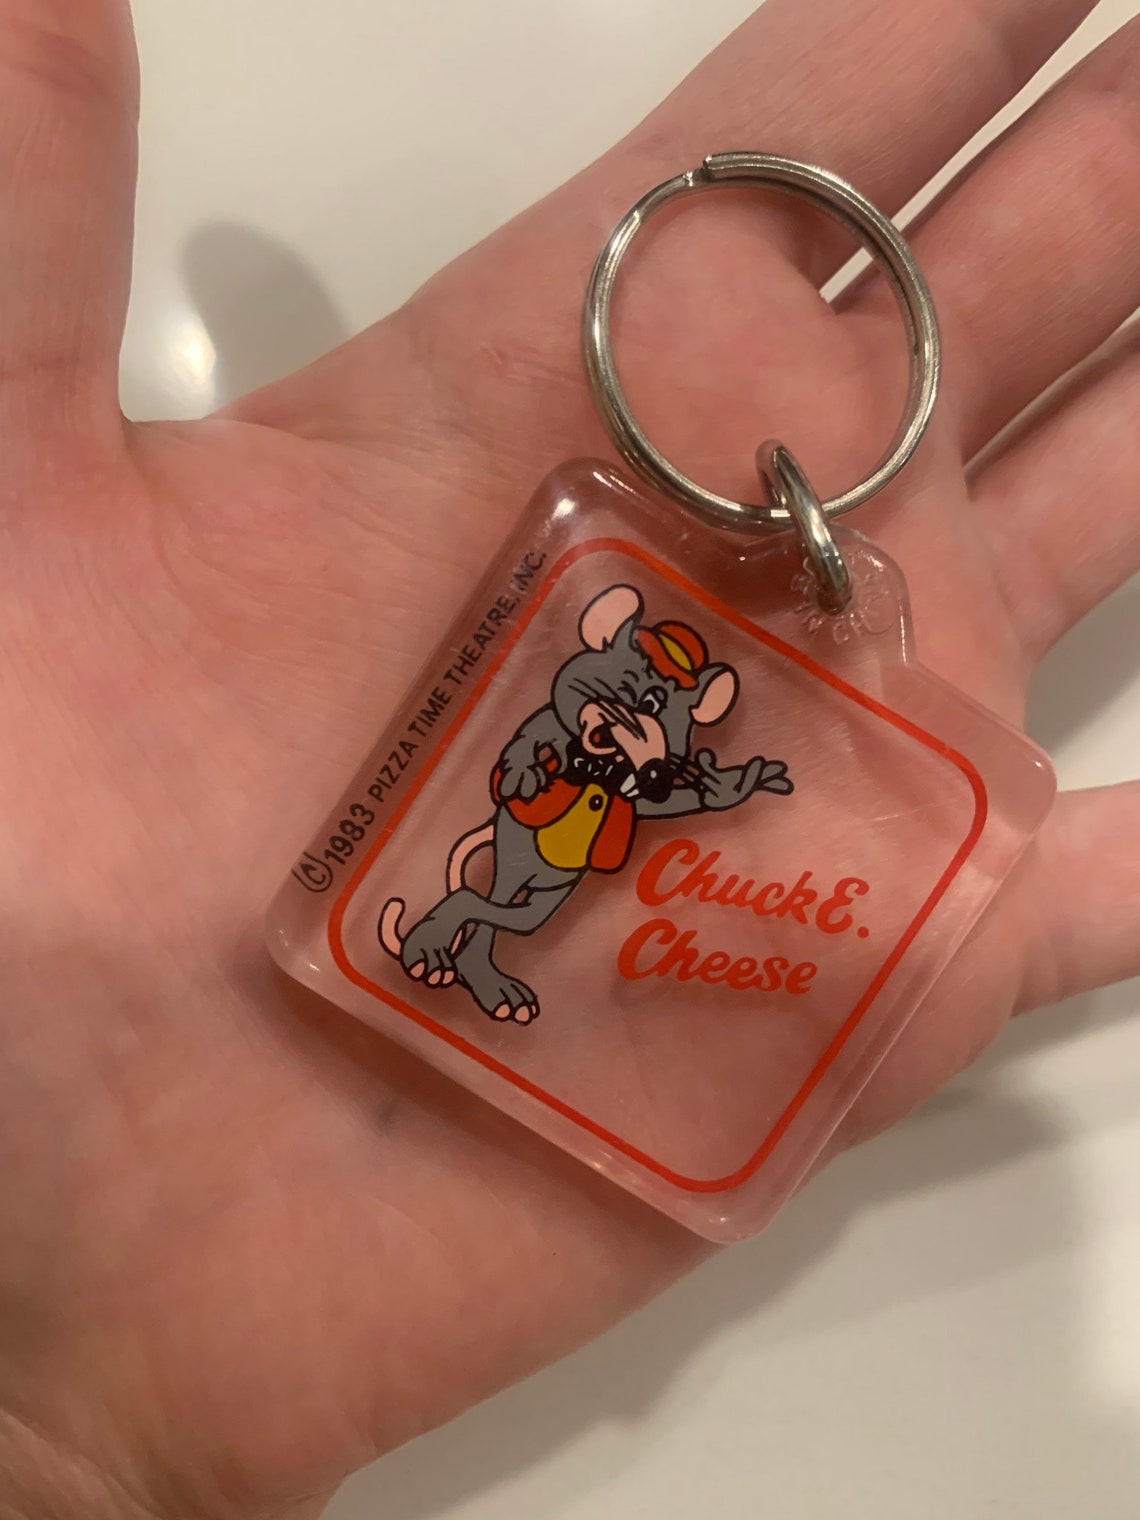 © 1983 PIZZA TIME THEATRE, INC.
Chuck E.
Cheese